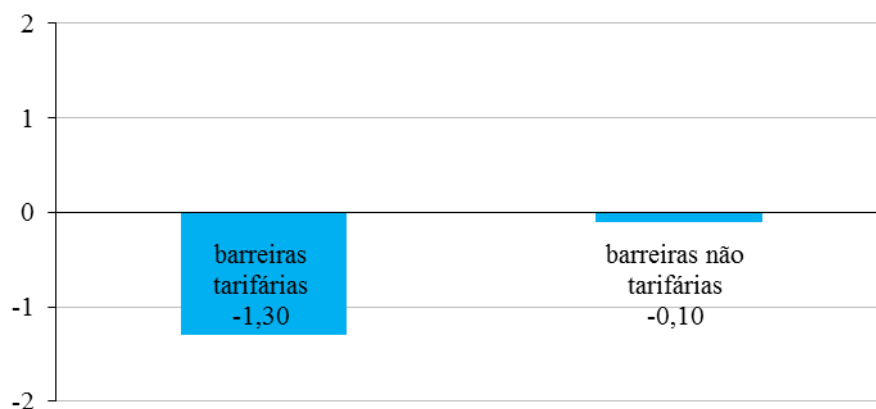 2
1
0
barreiras
tarifárias
-1,30
barreiras não
tarifárias
-0,10
-1
-2